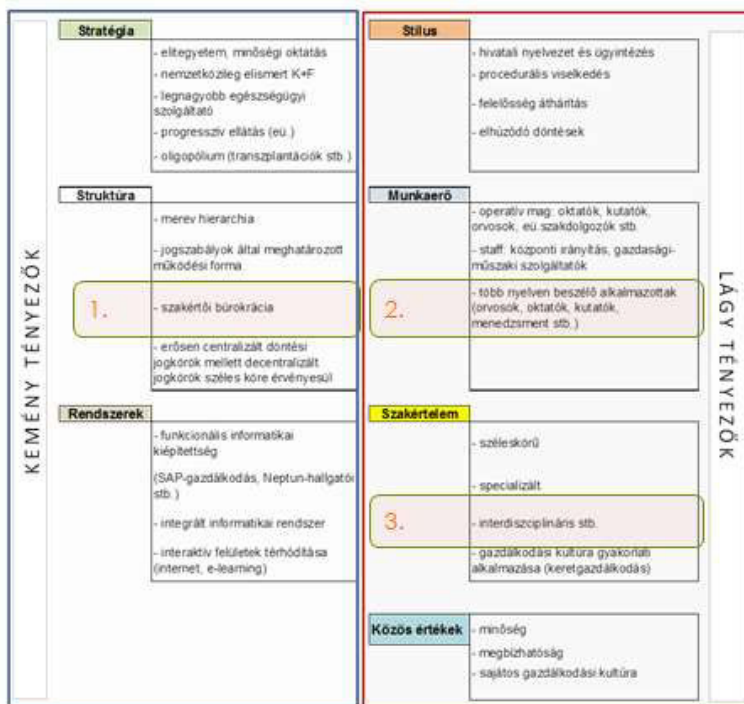 KEMÉNY TÉNYEZŐK
Stratégia
- elitegyetem, minőségi oktatás
- nemzetközileg elismert K+F
- legnagyobb egészségügyi
szolgáltató
- progresszív ellátás (eü.)
- oligopólium (transzplantációk stb.)
Struktúra
- merev hierarchia
- jogszabályok által meghatározott
működési forma
1.
- szakértői bürokrácia
- erősen centralizált döntési
jogkörök mellett decentralizált
jogkörök széles köre érvényesül
Rendszerek
- funkcionális informatikai
kiépítettség
(SAP-gazdálkodás, Neptun-hallgatói
stb.)
- integrált informatikai rendszer
- interaktív felületek térhódítása
(internet, e-learning)
Stílus
- hivatali nyelvezet és ügyintézés
- procedurális viselkedés
- felelősség áthárítás
- elhúzódó döntések
Munkaerő
- operatív mag: oktatók, kutatók,
orvosok, eü szakdolgozók stb.
- staff: központi irányítás, gazdasági-
műszaki szolgáltatók
2.
- több nyelven beszélő alkalmazottak
(orvosok, oktatók, kutatók,
menedzsment stb.)
Szakértelem
- széleskörű
- specializált
3.
- interdiszciplináris stb.
- gazdálkodási kultúra gyakorlati
alkalmazása (keretgazdálkodás)
Közös értékek
- minőség
- megbízhatóság
- sajátos gazdálkodási kultúra
LÁGY TÉNYEZŐK